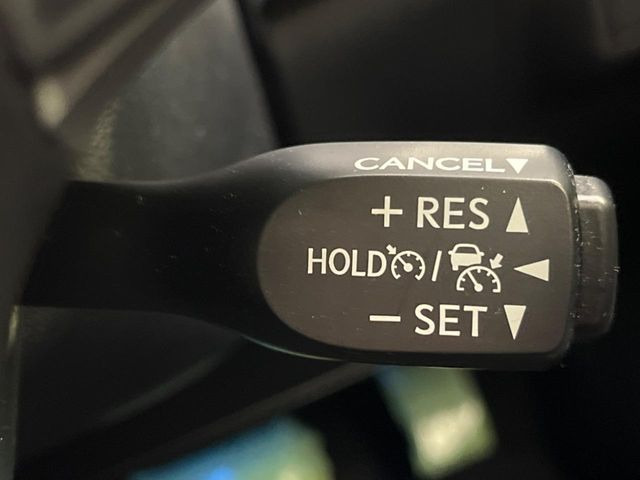 CANCEL▼
+ RES ▲
HOLD / ◀
− SET ▼